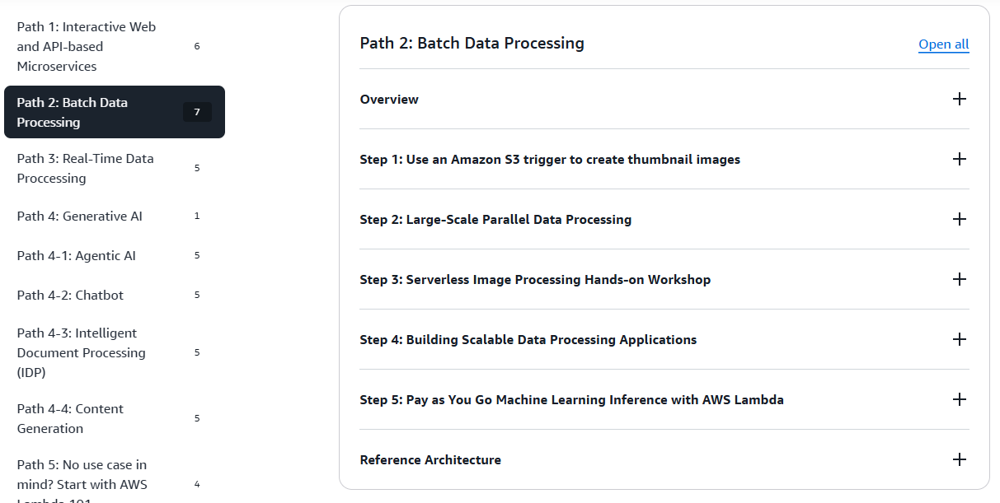 Path 1: Interactive Web
and API-based
Microservices
6
Path 2: Batch Data
Processing
7
Path 3: Real-Time Data
Proccessing
5
Path 4: Generative AI
1
Path 4-1: Agentic AI
5
Path 4-2: Chatbot
5
Path 4-3: Intelligent
Document Processing
(IDP)
5
Path 4-4: Content
Generation
5
Path 5: No use case in
mind? Start with AWS
Lambda 101
4
Path 2: Batch Data Processing
Open all
Overview
Step 1: Use an Amazon S3 trigger to create thumbnail images
Step 2: Large-Scale Parallel Data Processing
Step 3: Serverless Image Processing Hands-on Workshop
Step 4: Building Scalable Data Processing Applications
Step 5: Pay as You Go Machine Learning Inference with AWS Lambda
Reference Architecture